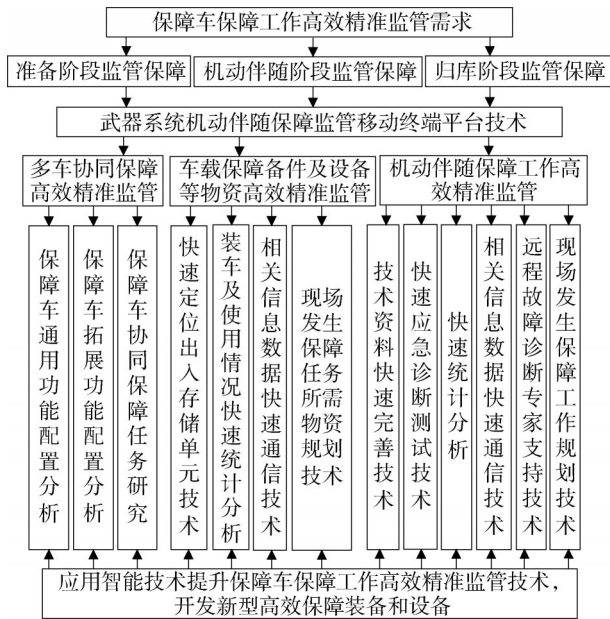 保障车保障工作高效精准监管需求
准备阶段监管保障
机动伴随阶段监管保障
归库阶段监管保障
武器系统机动伴随保障监管移动终端平台技术
多车协同保障
高效精准监管
车载保障备件及设备
等物资高效精准监管
机动伴随保障工作高
效精准监管
保障车通用功能配置分析
保障车拓展功能配置分析
保障车协同保障任务研究
快速定位出入存储单元技术
装车及使用情况快速统计分析
相关信息数据快速通信技术
现场
发生
保障
任务
所需
物资
规划
技术
技术资料快速完善技术
快速应急诊断测试技术
快速统计分析
相关信息数据快速通信技术
远程故障诊断专家支持技术
现场发生保障工作规划技术
应用智能技术提升保障车保障工作高效精准监管技术，
开发新型高效保障装备和设备